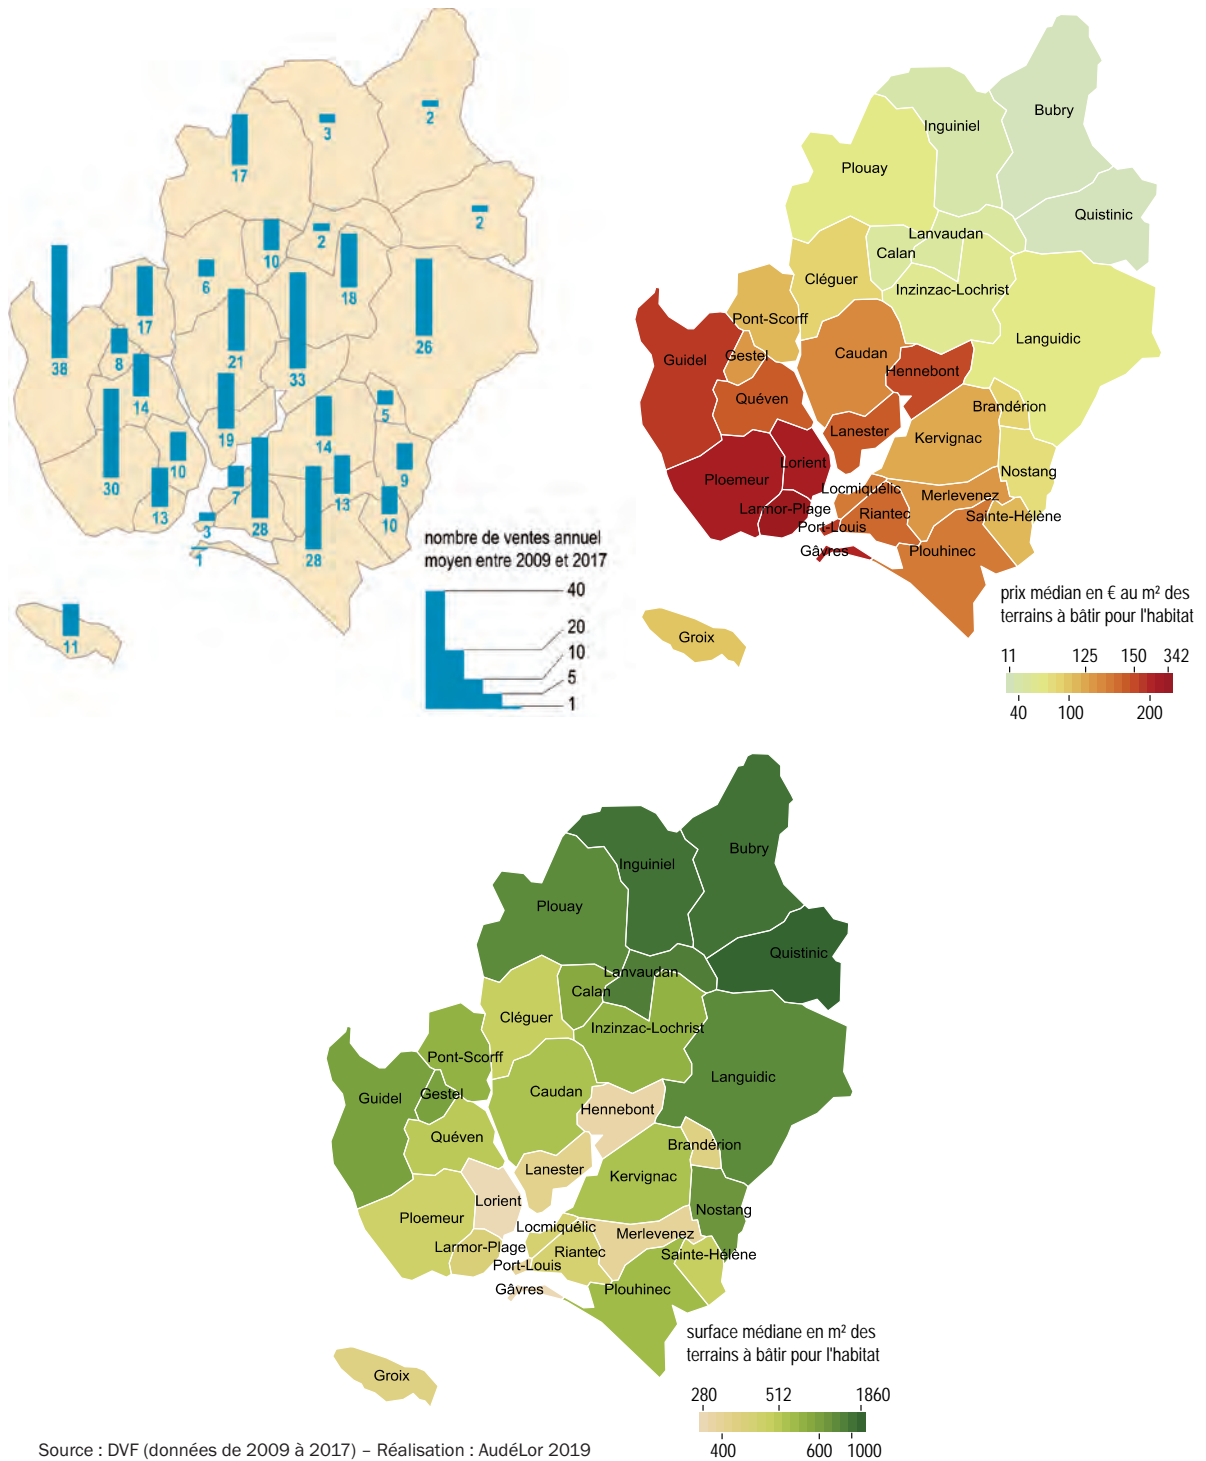 2
3
17
2
2
10
18
6
38
17
26
21
33
8
14
5
30
19
14
10
9
7
13
13
10
28
3
28
1
11
nombre de ventes annuel
moyen entre 2009 et 2017
40
20
10
5
1
Bubry
Inguiniel
Plouay
Quistinic
Lanvaudan
Calan
Cléguer
Inzinzac-Lochrist
Pont-Scorff
Languidic
Gestel
Guidel
Caudan
Hennebont
Quéven
Brandérion
Lanester
Kervignac
Lorient
Nostang
Ploemeur
Locmiquélic
Merlevenez
Larmor-Plage
Riantec
Sainte-Hélène
Port-Louis
Gâvres
Plouhinec
Groix
prix médian en € au m² des
terrains à bâtir pour l'habitat
11 125 150 342
40 100 200
Bubry
Inguiniel
Plouay
Quistinic
Lanvaudan
Calan
Cléguer
Inzinzac-Lochrist
Pont-Scorff
Languidic
Guidel
Gestel
Caudan
Hennebont
Quéven
Brandérion
Lanester
Kervignac
Lorient
Nostang
Ploemeur
Locmiquélic
Merlevenez
Larmor-Plage
Riantec
Sainte-Hélène
Port-Louis
Gâvres
Plouhinec
Groix
surface médiane en m² des
terrains à bâtir pour l'habitat
280 512 1860
400 600 1000
Source : DVF (données de 2009 à 2017) – Réalisation : AudéLor 2019